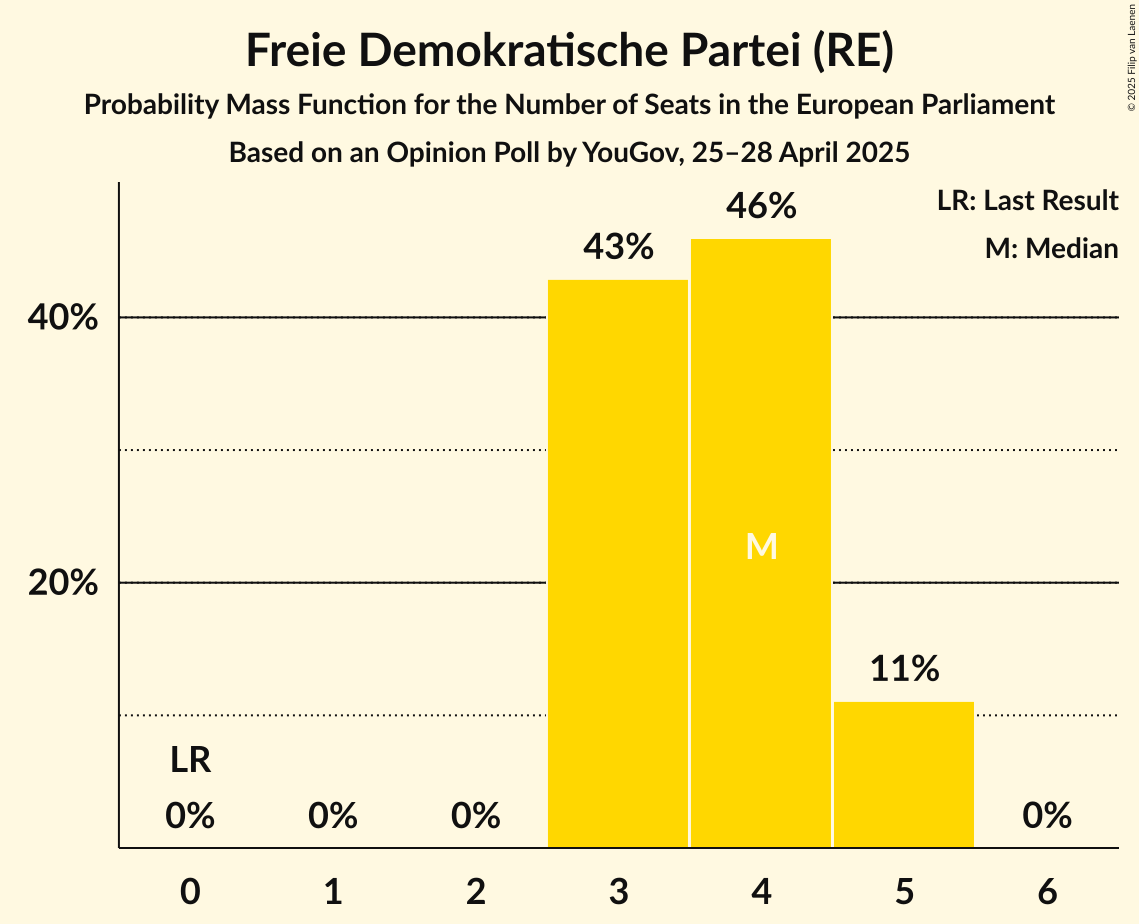 Freie Demokratische Partei (RE)
Probability Mass Function for the Number of Seats in the European Parliament
Based on an Opinion Poll by YouGov, 25–28 April 2025
© 2025 Filip van Laenen
LR: Last Result
M: Median
40%
20%
LR
0%
0%
0%
43%
46%
M
11%
0%
0
1
2
3
4
5
6